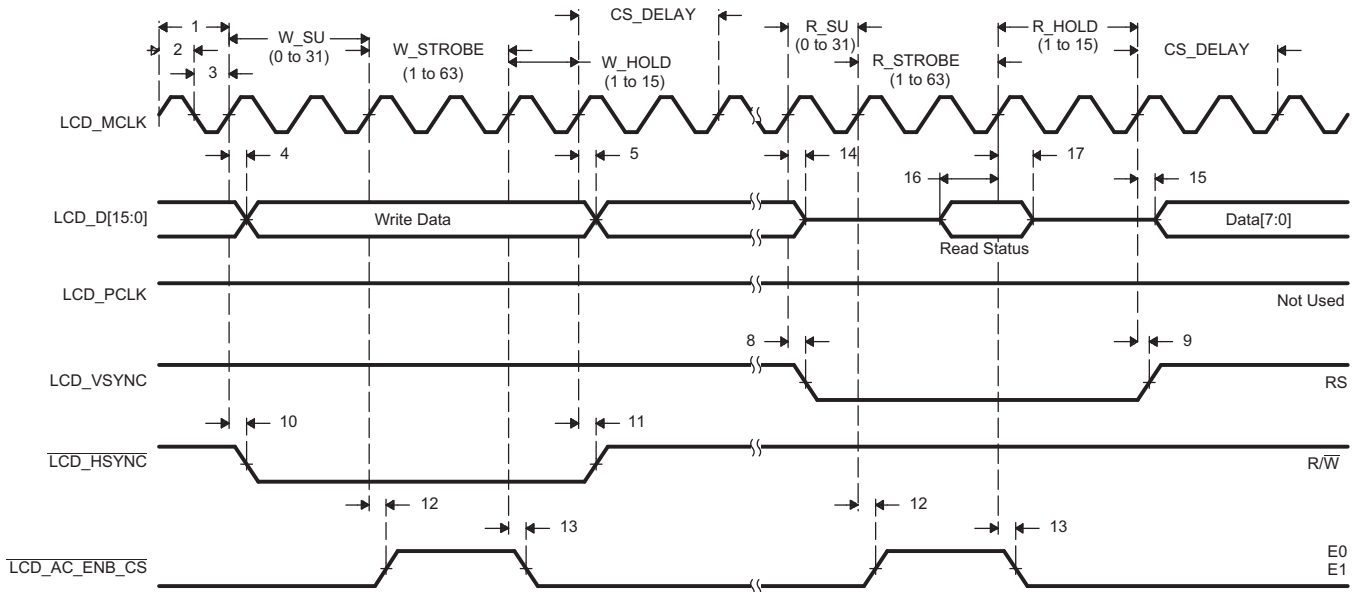 CS_DELAY
1
R_SU
(0 to 31)
R_HOLD
(1 to 15)
W_SU
(0 to 31)
2
W_STROBE
(1 to 63)
CS_DELAY
3
W_HOLD
(1 to 15)
R_STROBE
(1 to 63)
LCD_MCLK
4
5
14
17
16
15
LCD_D[15:0]
Write Data
Data[7:0]
Read Status
LCD_PCLK
Not Used
8
9
LCD_VSYNC
RS
10
11
LCD_HSYNC
R/W
12
12
13
13
LCD_AC_ENB_CS
E0
E1